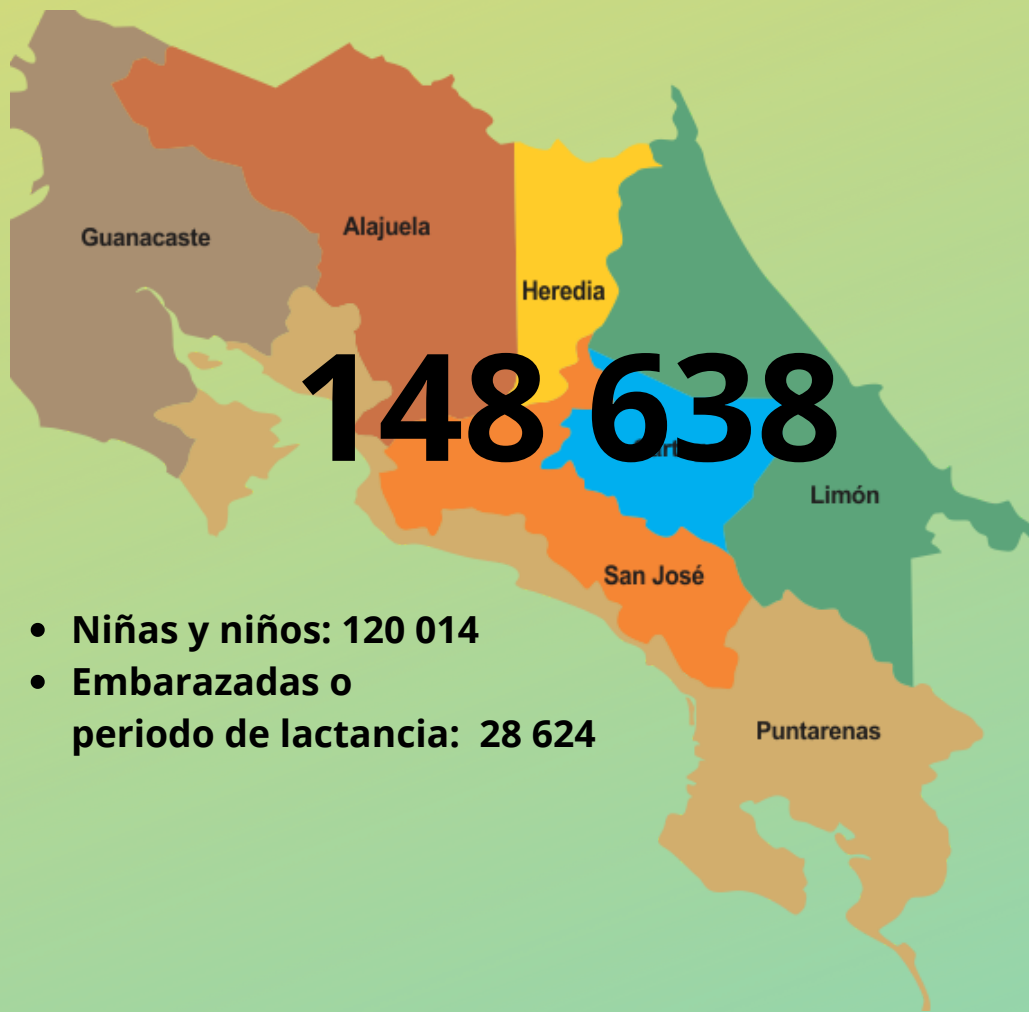 Guanacaste
Alajuela
Heredia
148 638
Limón
San José
• Niñas y niños: 120 014
• Embarazadas o
periodo de lactancia: 28 624
Puntarenas